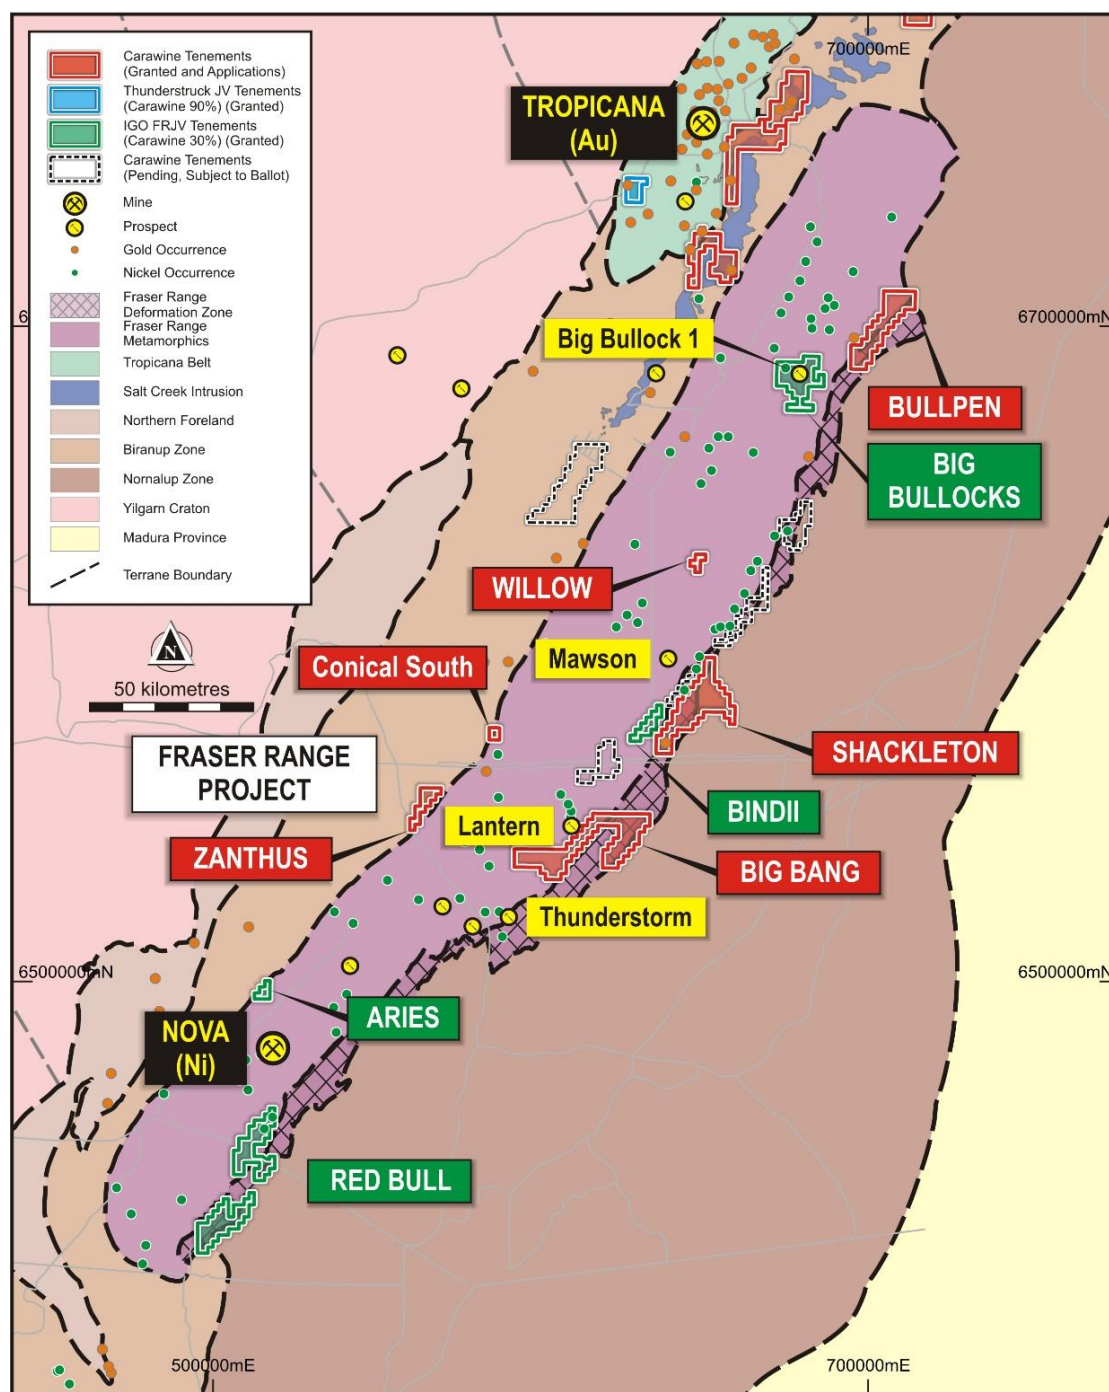 Carawine Tenements
(Granted and Applications)
Thunderstruck JV Tenements
(Carawine 90%) (Granted)
IGO FRJV Tenements
(Carawine 30%) (Granted)
Carawine Tenements
(Pending, Subject to Ballot)
Mine
Prospect
Gold Occurrence
Nickel Occurrence
Fraser Range
Deformation Zone
Fraser Range
Metamorphics
Tropicana Belt
Salt Creek Intrusion
Northern Foreland
Biranup Zone
Nornalup Zone
Yilgarn Craton
Madura Province
Terrane Boundary
N
50 kilometres
700000mE
TROPICANA
(Au)
6700000mN
Big Bullock 1
BULLPEN
BIG
BULLOCKS
WILLOW
Mawson
Conical South
SHACKLETON
FRASER RANGE
PROJECT
BINDII
Lantern
ZANTHUS
BIG BANG
Thunderstorm
6500000mN
6500000mN
ARIES
NOVA
(Ni)
RED BULL
500000mE
700000mE